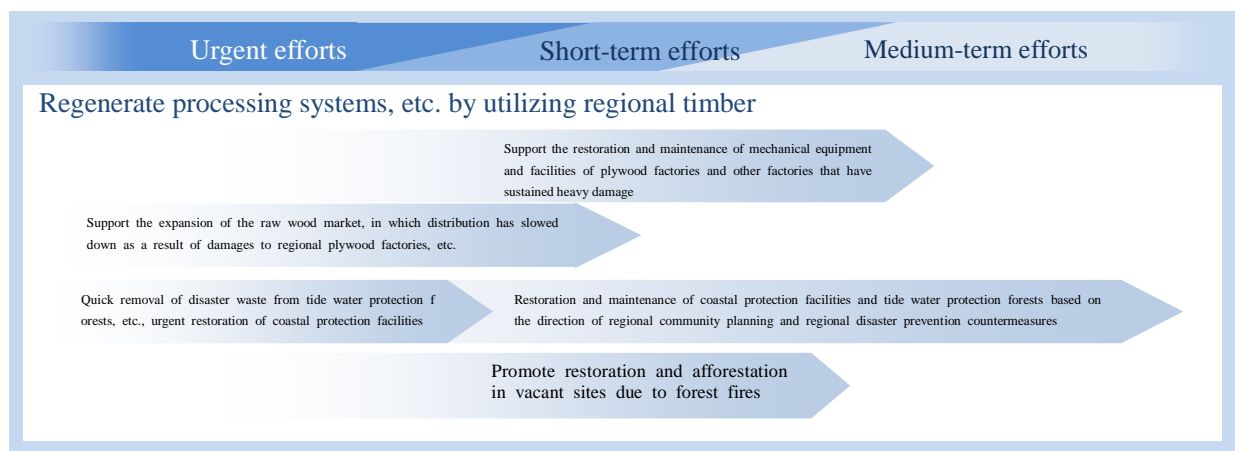 Urgent efforts
Short-term efforts
Medium-term efforts
Regenerate processing systems, etc. by utilizing regional timber
Support the restoration and maintenance of mechanical equipment
and facilities of plywood factories and other factories that have
sustained heavy damage
Support the expansion of the raw wood market, in which distribution has slowed
down as a result of damages to regional plywood factories, etc.
Quick removal of disaster waste from tide water protection f
orests, etc., urgent restoration of coastal protection facilities
Restoration and maintenance of coastal protection facilities and tide water protection forests based on
the direction of regional community planning and regional disaster prevention countermeasures
Promote restoration and afforestation
in vacant sites due to forest fires